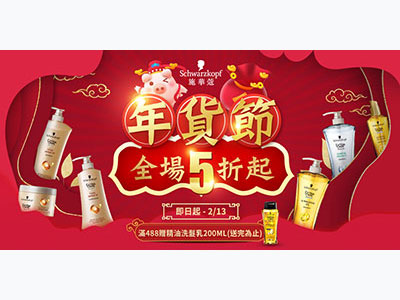 Schwarzkopf
施華蔻
年貨節
全場5折起
即日起 - 2/13
滿488贈精油洗髮乳200ML(送完為止)